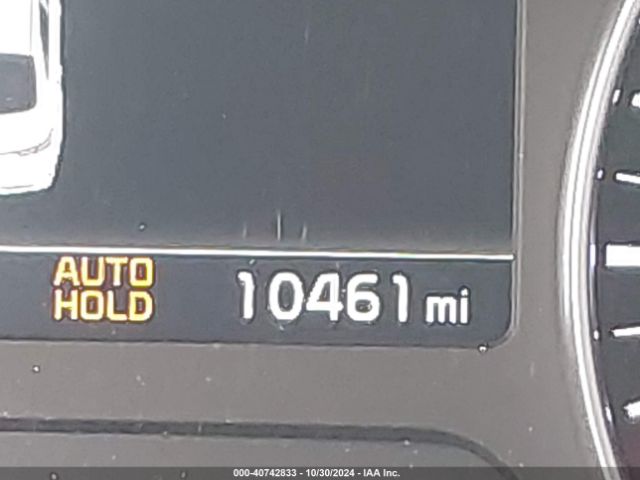 AUTO
HOLD
10461 mi
000-40742833 - 10/30/2024 - IAA Inc.